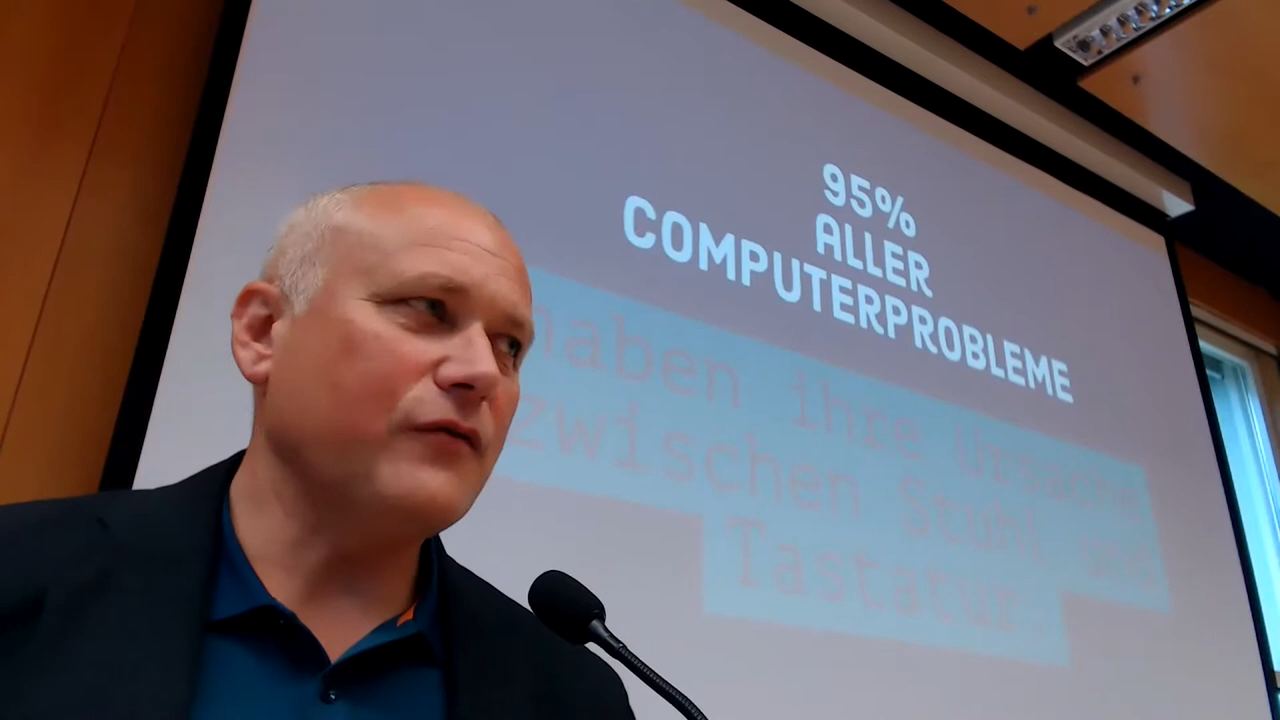 95%
ALLER
COMPUTERPROBLEME
haben ihre Ursache
zwischen Stuhl und
Tastatur